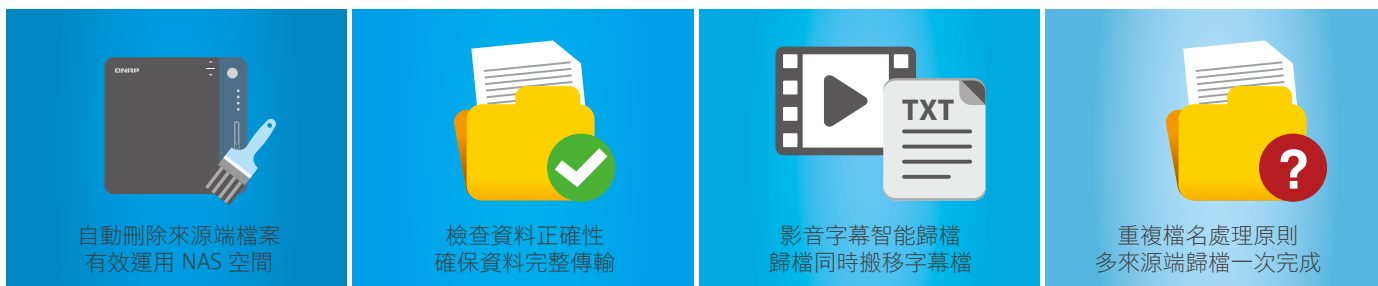 QNAP
自動刪除來源端檔案
有效運用 NAS 空間
檢查資料正確性
確保資料完整傳輸
TXT
影音字幕智能歸檔
歸檔同時搬移字幕檔
?
重複檔名處理原則
多來源端歸檔一次完成